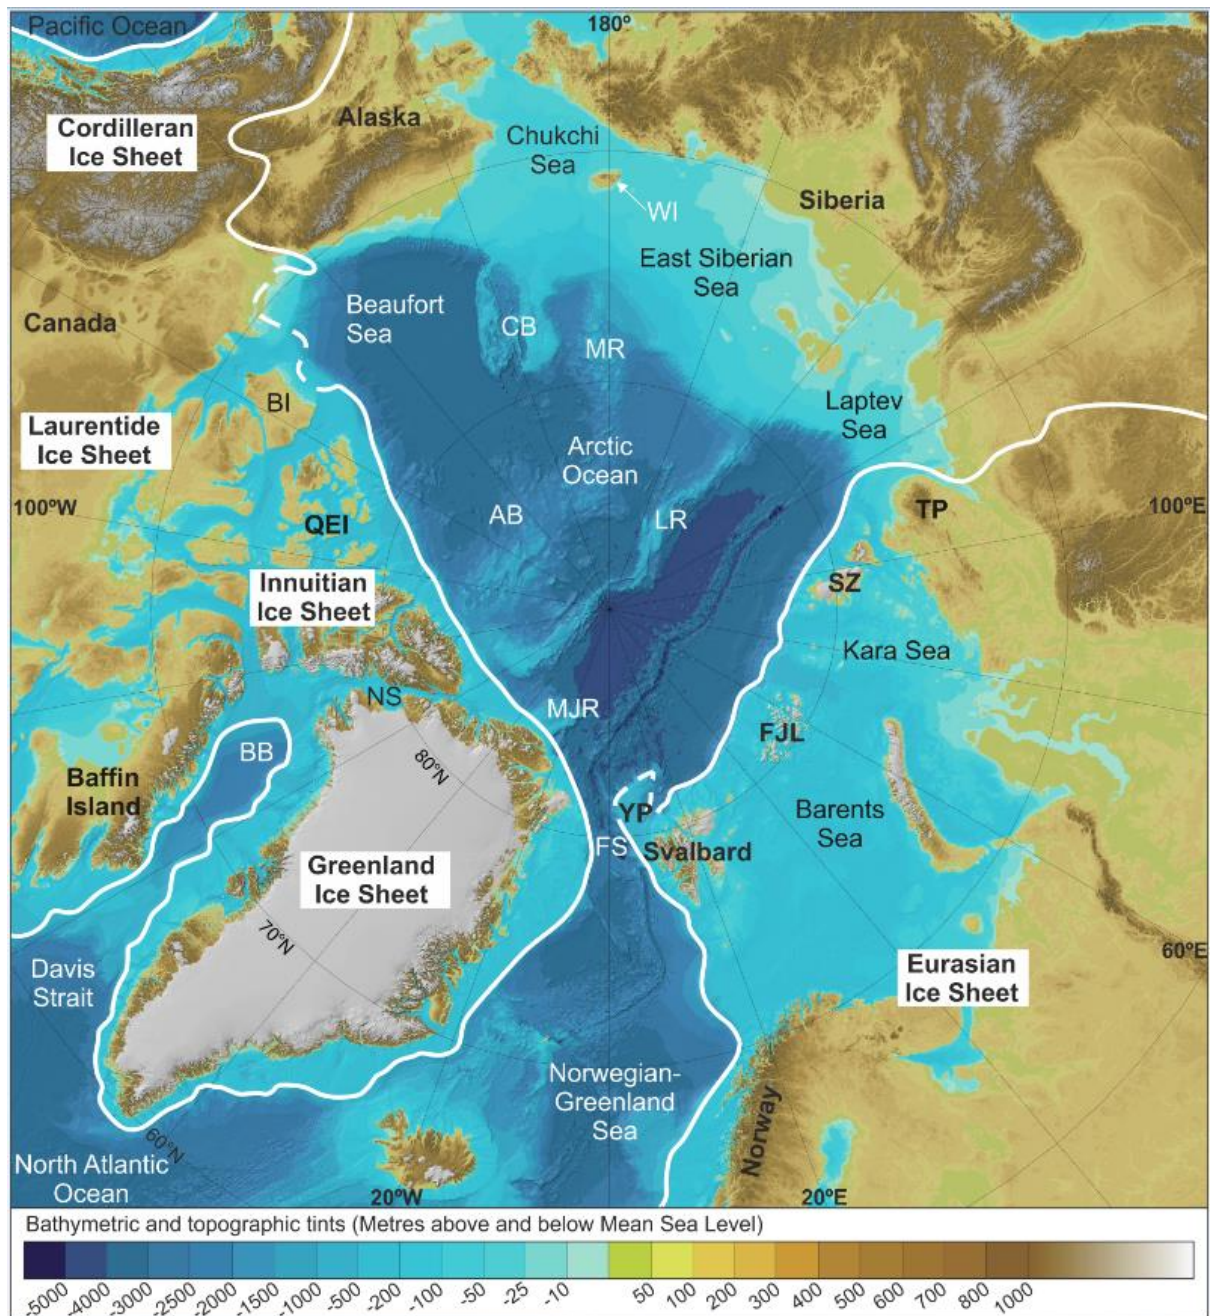 Pacific Ocean
180º
Cordilleran
Ice Sheet
Alaska
Chukchi
Sea
WI
Siberia
East Siberian
Sea
Canada
Beaufort
Sea
CB
MR
BI
Laptev
Sea
Laurentide
Ice Sheet
Arctic
Ocean
100ºW
QEI
AB
LR
TP
100ºE
Innuitian
Ice Sheet
SZ
Kara Sea
NS
MJR
FJL
BB
80ºN
Baffin
Island
YP
Barents
Sea
FS
Svalbard
Greenland
Ice Sheet
70ºN
Davis
Strait
Eurasian
Ice Sheet
60ºE
Norwegian-
Greenland
Sea
Norway
60ºN
North Atlantic
Ocean
20ºW
20ºE
Bathymetric and topographic tints (Metres above and below Mean Sea Level)
-5000 -4000 -3000 -2500 -2000 -1500 -1000 -500 -200 -100 -50 -25 -10 50 100 200 300 400 500 600 700 800 1000